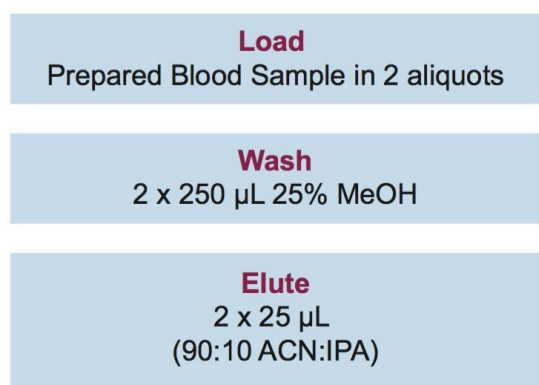 Load
Prepared Blood Sample in 2 aliquots
Wash
2 x 250 µL 25% MeOH
Elute
2 x 25 µL
(90:10 ACN:IPA)